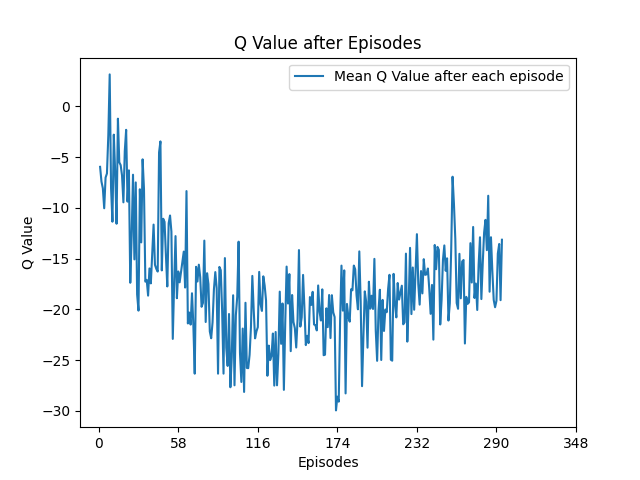 Q Value after Episodes
Mean Q Value after each episode
Q Value
0
−5
−10
−15
−20
−25
−30
0 58 116 174 232 290 348
Episodes